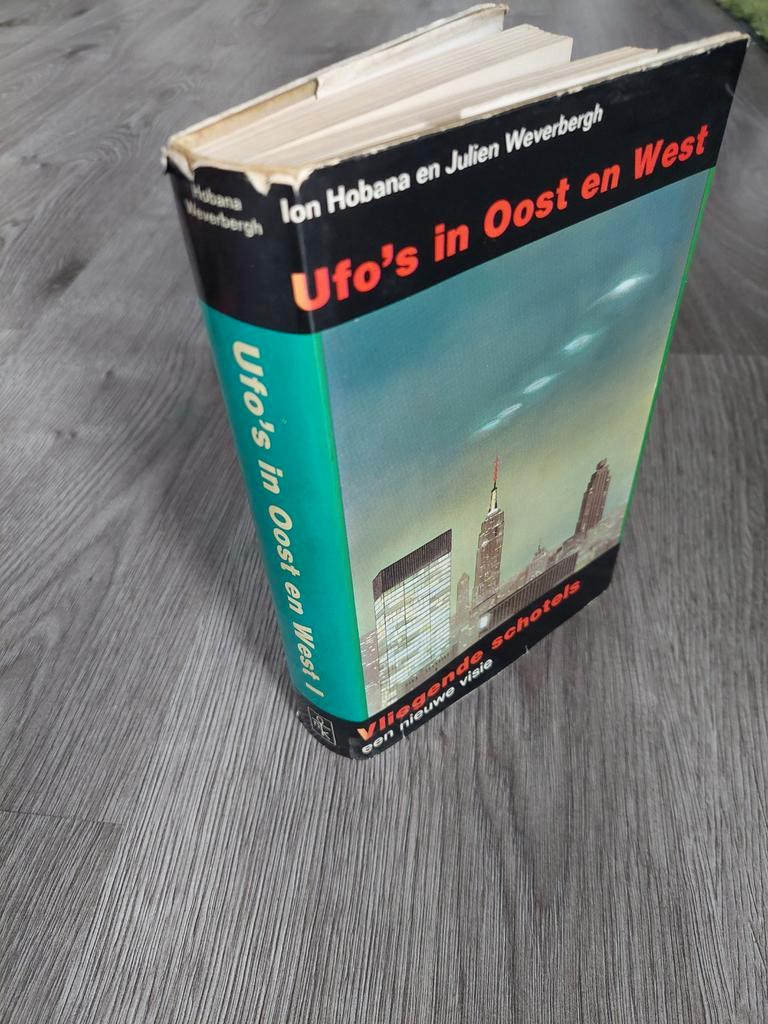 Hobana
Weverbergh
Ufo's in Oost en West I
Ion Hobana en Julien Weverbergh
Ufo's in Oost en West
Vliegende schotels
een nieuwe visie